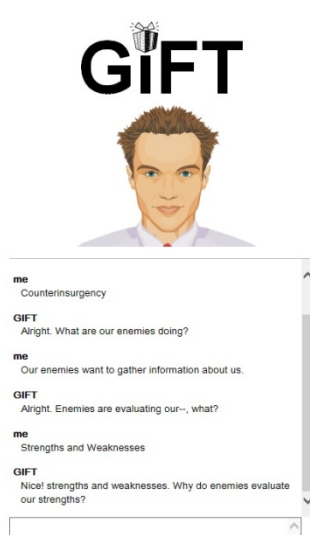 GiFT
me
Counterinsurgency
GIFT
Alright. What are our enemies doing?
me
Our enemies want to gather information about us.
GIFT
Alright. Enemies are evaluating our--, what?
me
Strengths and Weaknesses
GIFT
Nice! strengths and weaknesses. Why do enemies evaluate
our strengths?